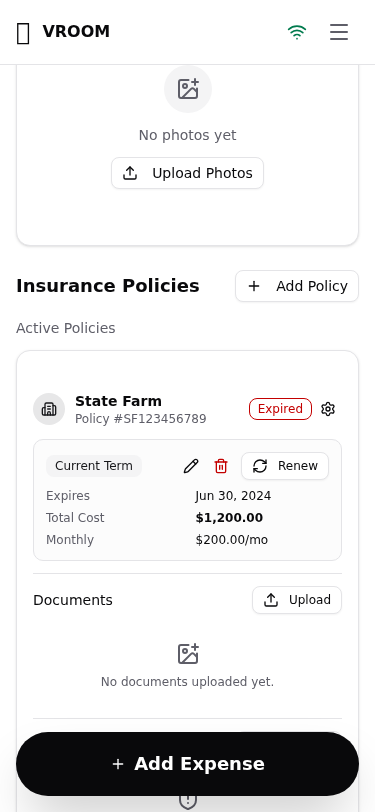 VROOM
No photos yet
Upload Photos
Insurance Policies
Add Policy
Active Policies
State Farm
Policy #SF123456789
Expired
Current Term
Renew
Expires
Jun 30, 2024
Total Cost
$1,200.00
Monthly
$200.00/mo
Documents
Upload
No documents uploaded yet.
+ Add Expense